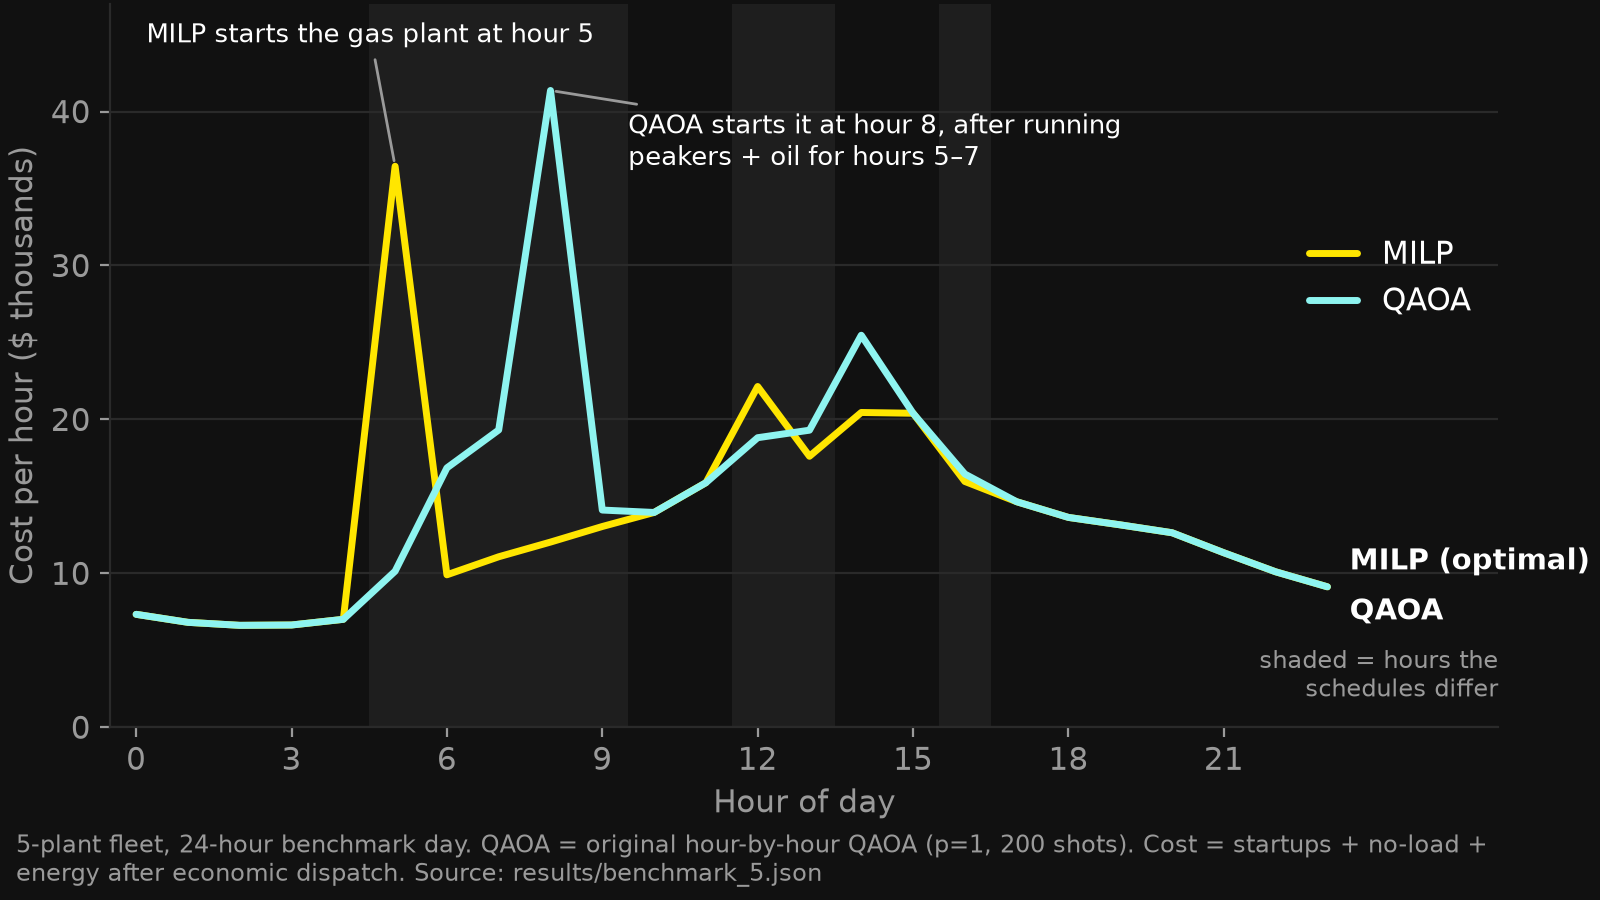 MILP starts the gas plant at hour 5
QAOA starts it at hour 8, after running
peakers + oil for hours 5–7
Cost per hour ($ thousands)
40
30
20
10
0
MILP
QAOA
MILP (optimal)
QAOA
shaded = hours the
schedules differ
0 3 6 9 12 15 18 21
Hour of day
5-plant fleet, 24-hour benchmark day. QAOA = original hour-by-hour QAOA (p=1, 200 shots). Cost = startups + no-load +
energy after economic dispatch. Source: results/benchmark_5.json